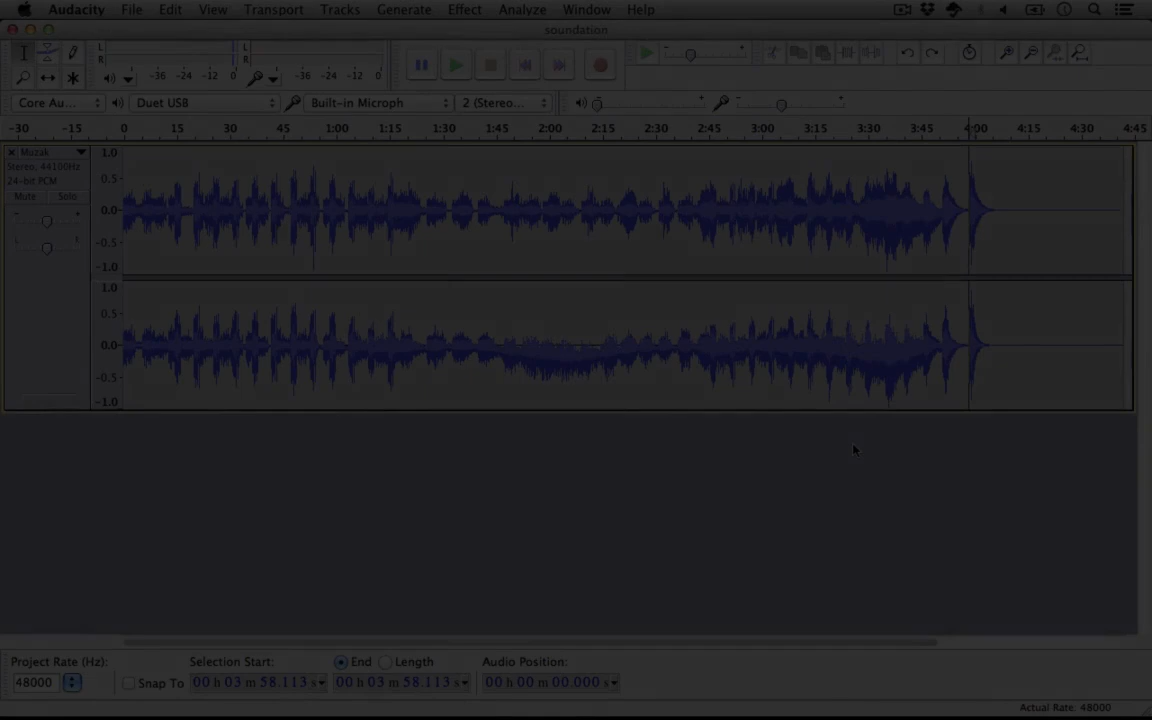 Audacity File Edit View Transport Tracks Generate Effect Analyze Window Help
soundation
L
R
-36 -24 -12 0
L
R
-36 -24 -12 0
Core Au... Duet USB Built-in Microph 2 (Stereo...
-30 -15 0 15 30 45 1:00 1:15 1:30 1:45 2:00 2:15 2:30 2:45 3:00 3:15 3:30 3:45 4:00 4:15 4:30 4:45
Muzak
Stereo, 44100Hz
24-bit PCM
Mute Solo
- +
L R
1.0
0.5
0.0
-0.5
-1.0
1.0
0.5
0.0
-0.5
-1.0
Project Rate (Hz): Selection Start: End Length Audio Position:
48000 Snap To 00 h 03 m 58.113 s 00 h 03 m 58.113 s 00 h 00 m 00.000 s
Actual Rate: 48000